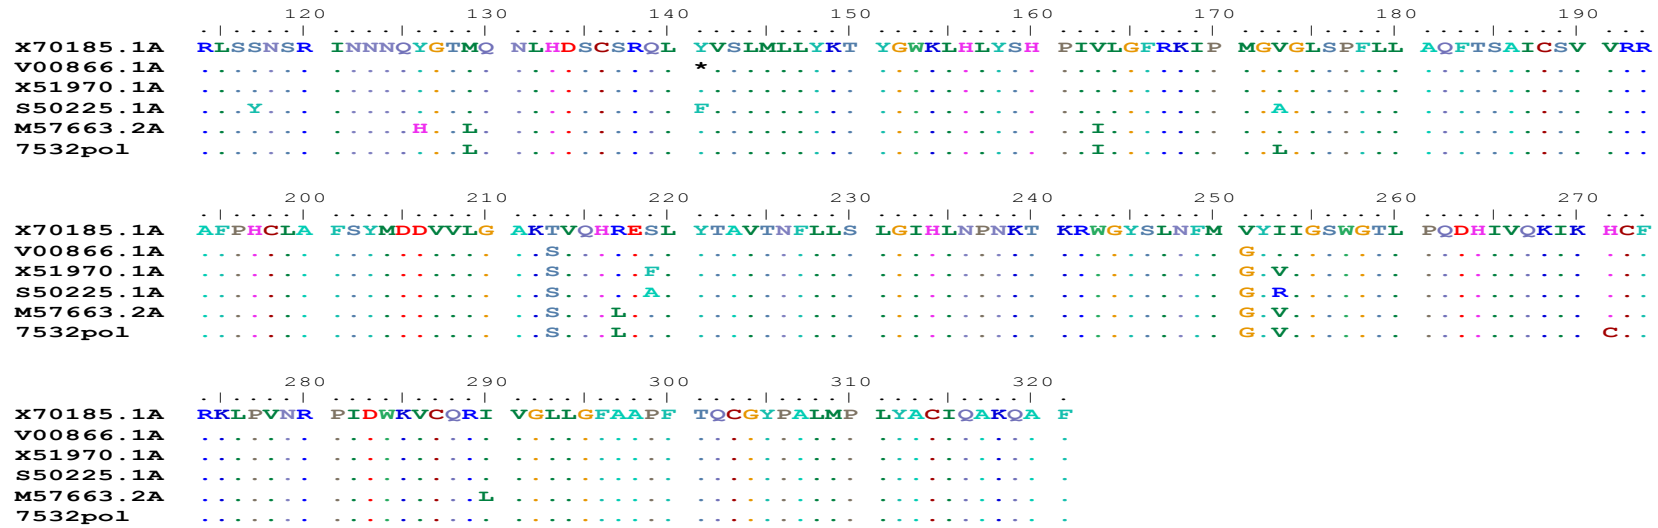 120 130 140 150 160 170 180 190
X70185.1A RLSSNSR INNNQYGTMQ NLHDSCSRQL YVSLMLLYKT YGWKLHLYSH PIVLGFRKIP MGVGLSPFLL AQFTSAICSV VRR
V00866.1A ....... .......... .......... *......... .......... .......... .......... .......... ...
X51970.1A ....... .......... .......... .......... .......... .......... .......... .......... ...
S50225.1A ...Y... .......... .......... F......... .......... .......... ..A....... .......... ...
M57663.2A ....... .....H..L. .......... .......... .......... ..I....... .......... .......... ...
7532pol ....... ........L. .......... .......... .......... ..I....... ..L....... .......... ...
200 210 220 230 240 250 260 270
X70185.1A AFPHCLA FSYMDDVVLG AKTVQHRESL YTAVTNFLLS LGIHLNPNKT KRWGYSLNFM VYIIGSWGTL PQDHIVQKIK HCF
V00866.1A ....... .......... ..S....... .......... .......... .......... G......... .......... ...
X51970.1A ....... .......... ..S.....F. .......... .......... .......... G.V....... .......... ...
S50225.1A ....... .......... ..S.....A. .......... .......... .......... G.R....... .......... ...
M57663.2A ....... .......... ..S...L... .......... .......... .......... G.V....... .......... ...
7532pol ....... .......... ..S...L... .......... .......... .......... G.V....... .......... C..
280 290 300 310 320
X70185.1A RKLPVNR PIDWKVCQRI VGLLGFAAPF TQCGYPALMP LYACIQAKQA F
V00866.1A ....... .......... .......... .......... .......... .
X51970.1A ....... .......... .......... .......... .......... .
S50225.1A ....... .......... .......... .......... .......... .
M57663.2A ....... .........L .......... .......... .......... .
7532pol ....... .......... .......... .......... .......... .